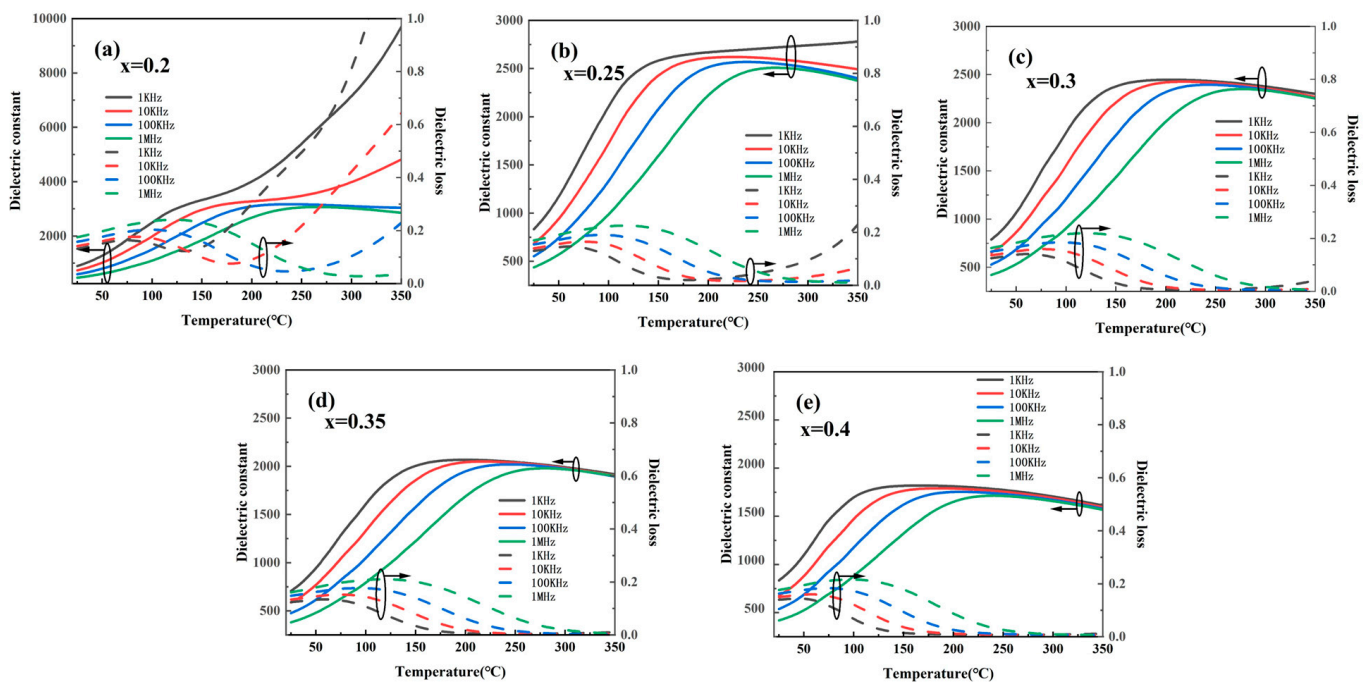 (a)
x=0.2
Dielectric constant
10000
8000
6000
4000
2000
1KHz
10KHz
100KHz
1MHz
1KHz
10KHz
100KHz
1MHz
1.0
0.8
0.6
0.4
0.2
0.0
Dielectric loss
50 100 150 200 250 300 350
Temperature(°C)
(b)
x=0.25
Dielectric constant
3000
2500
2000
1500
1000
500
1KHz
10KHz
100KHz
1MHz
1KHz
10KHz
100KHz
1MHz
1.0
0.8
0.6
0.4
0.2
0.0
Dielectric loss
50 100 150 200 250 300 350
Temperature(°C)
(c)
x=0.3
Dielectric constant
3000
2500
2000
1500
1000
500
1KHz
10KHz
100KHz
1MHz
1KHz
10KHz
100KHz
1MHz
1.0
0.8
0.6
0.4
0.2
0.0
Dielectric loss
50 100 150 200 250 300 350
Temperature(°C)
(d)
x=0.35
Dielectric constant
3000
2500
2000
1500
1000
500
1KHz
10KHz
100KHz
1MHz
1KHz
10KHz
100KHz
1MHz
1.0
0.8
0.6
0.4
0.2
0.0
Dielectric loss
50 100 150 200 250 300 350
Temperature(°C)
(e)
x=0.4
Dielectric constant
3000
2500
2000
1500
1000
500
1KHz
10KHz
100KHz
1MHz
1KHz
10KHz
100KHz
1MHz
1.0
0.8
0.6
0.4
0.2
0.0
Dielectric loss
50 100 150 200 250 300 350
Temperature(°C)